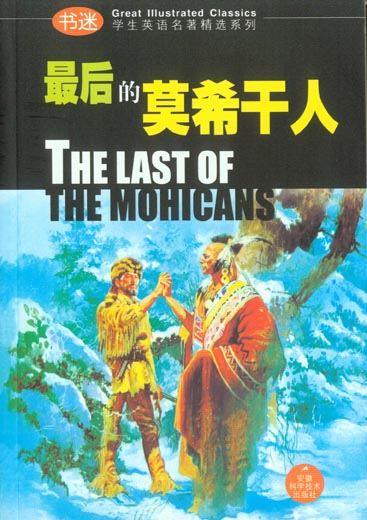 书迷
Great Illustrated Classics
学生英语名著精选系列
最后的莫希干人
THE LAST OF
THE MOHICANS
安徽
科学技术
出版社